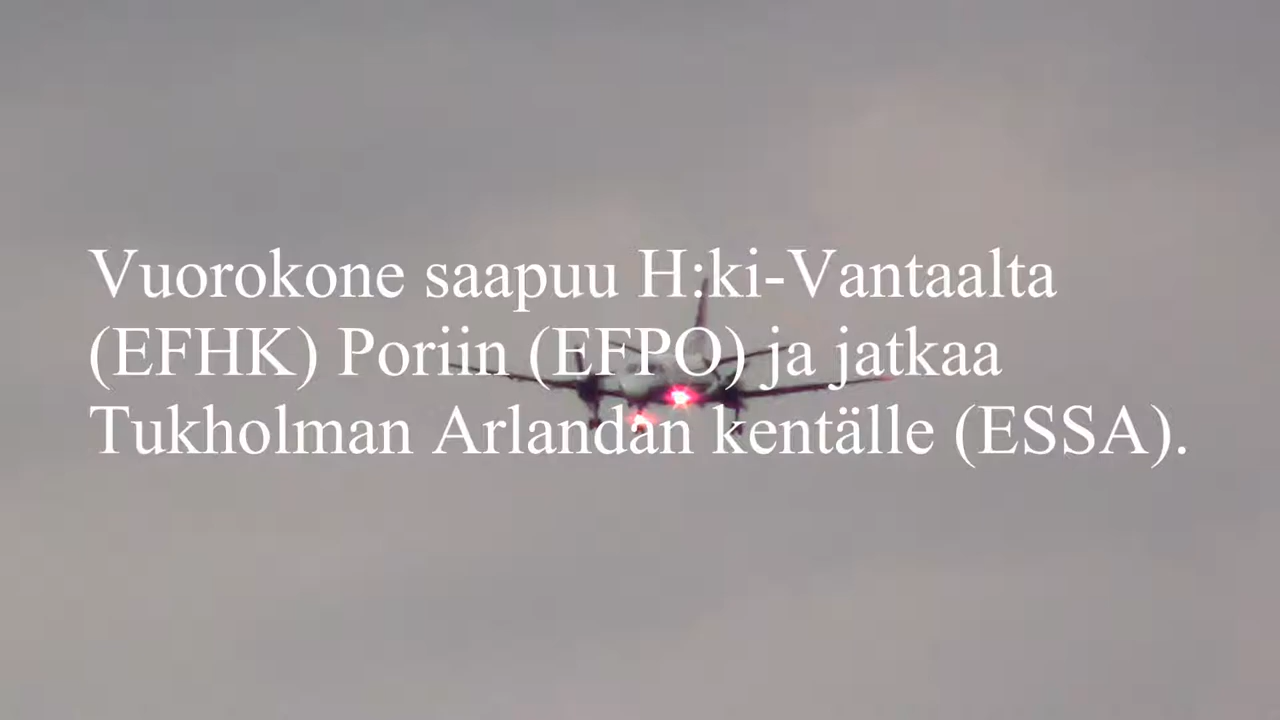 Vuorokone saapuu H:ki-Vantaalta
(EFHK) Poriin (EFPO) ja jatkaa
Tukholman Arlandan kentälle (ESSA).